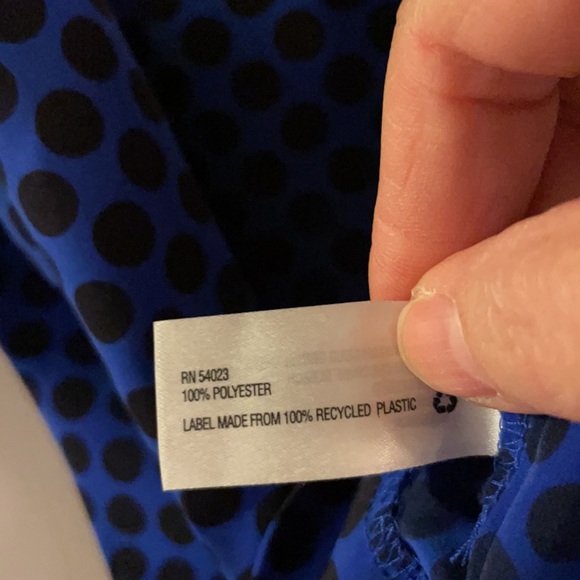 RN 54023
100% POLYESTER
LABEL MADE FROM 100% RECYCLED PLASTIC